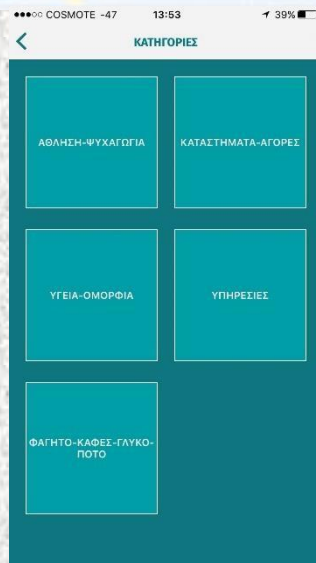 COSMOTE -47 13:53 39%
ΚΑΤΗΓΟΡΙΕΣ
ΑΘΛΗΣΗ-ΨΥΧΑΓΩΓΙΑ ΚΑΤΑΣΤΗΜΑΤΑ-ΑΓΟΡΕΣ
ΥΓΕΙΑ-ΟΜΟΡΦΙΑ ΥΠΗΡΕΣΙΕΣ
ΦΑΓΗΤΟ-ΚΑΦΕΣ-ΓΛΥΚΟ-
ΠΟΤΟ